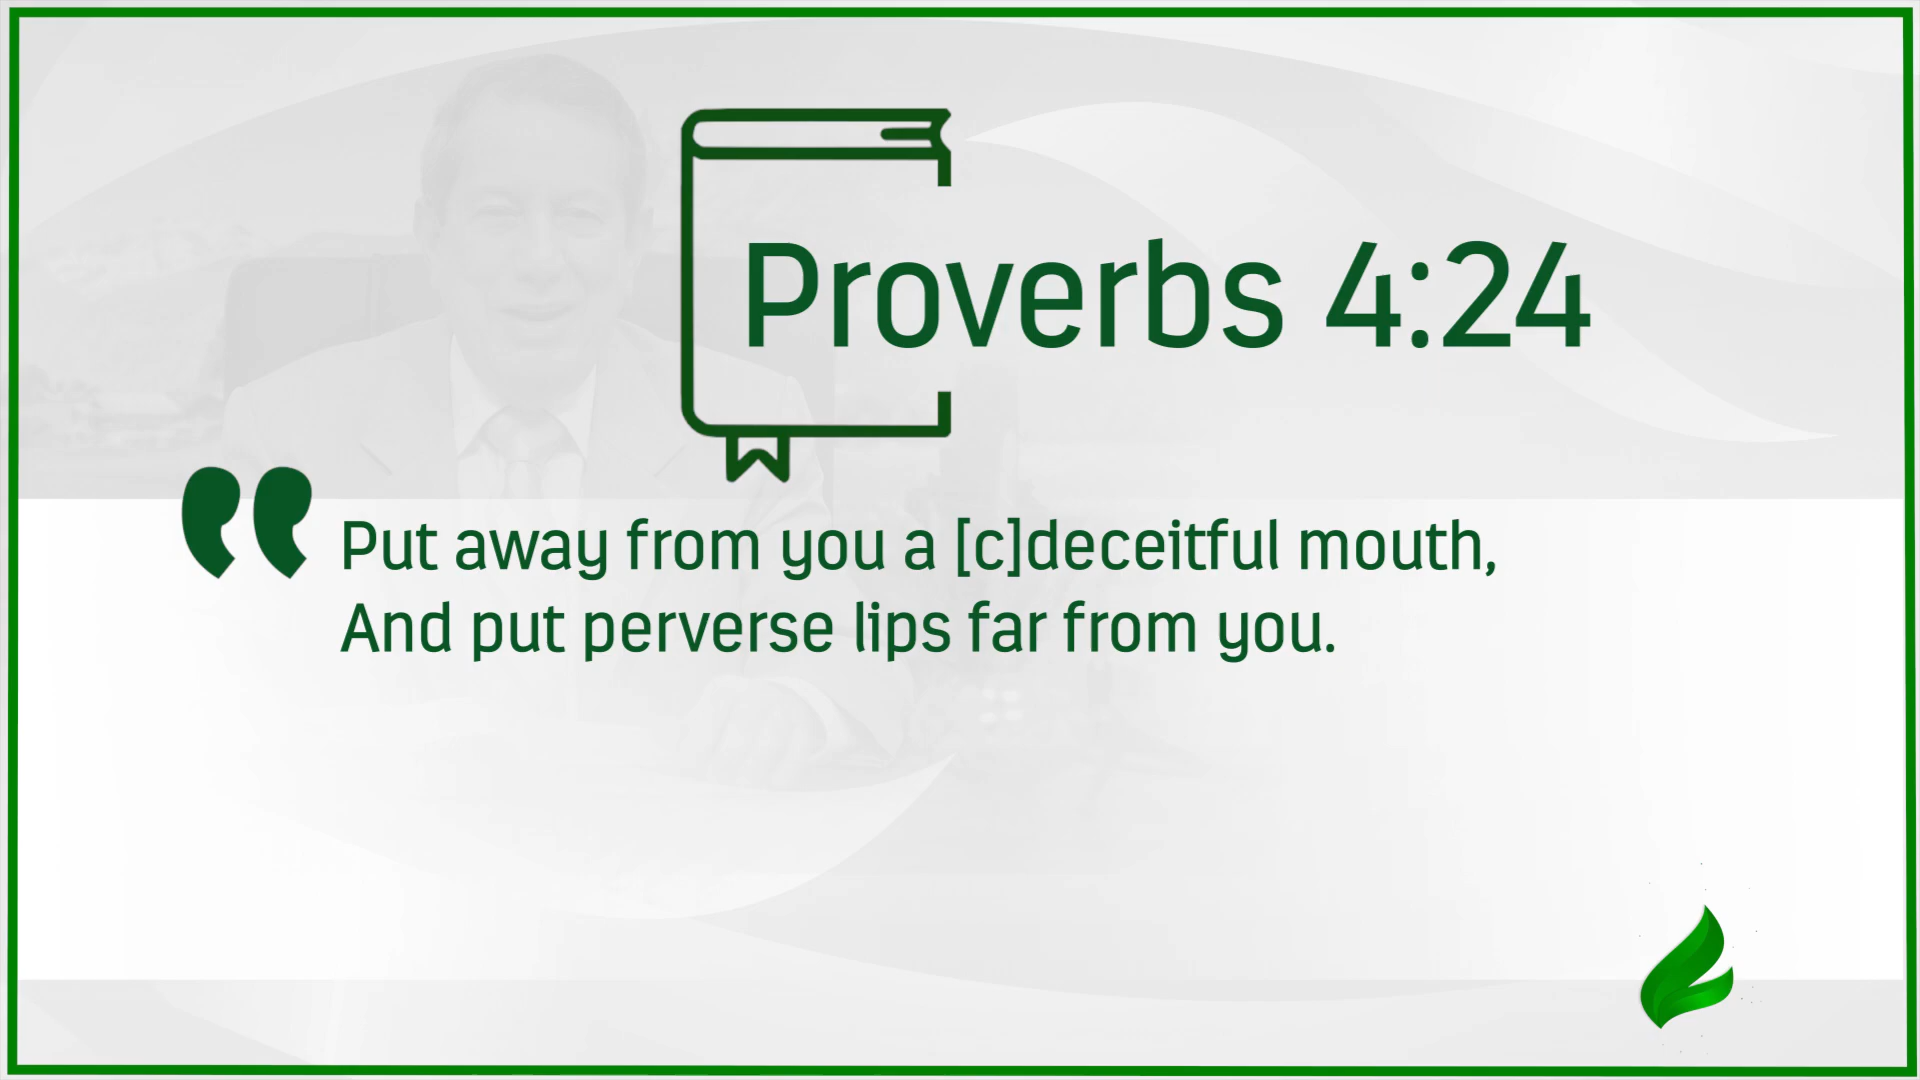 Proverbs 4:24
Put away from you a [c]deceitful mouth,
And put perverse lips far from you.